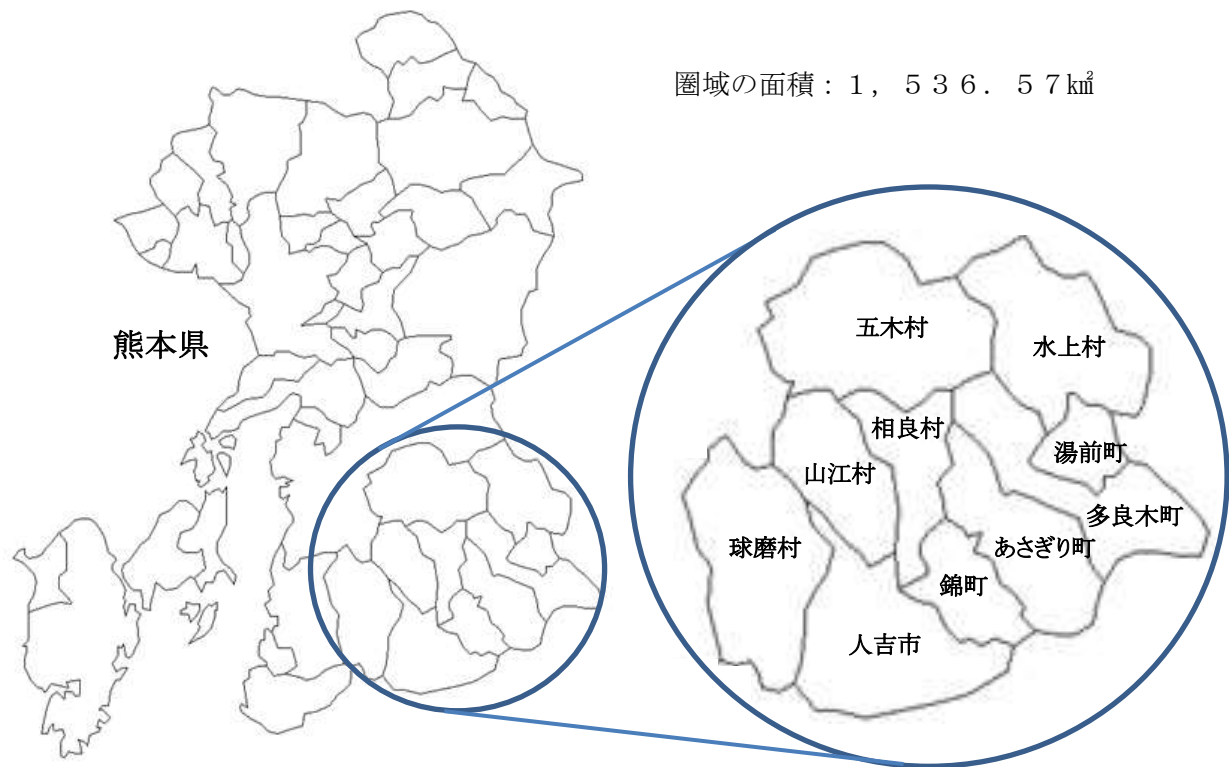 圏域の面積：１，５３６．５７㎢
熊本県
五木村
水上村
相良村
湯前町
山江村
多良木町
球磨村
あさぎり町
錦町
人吉市